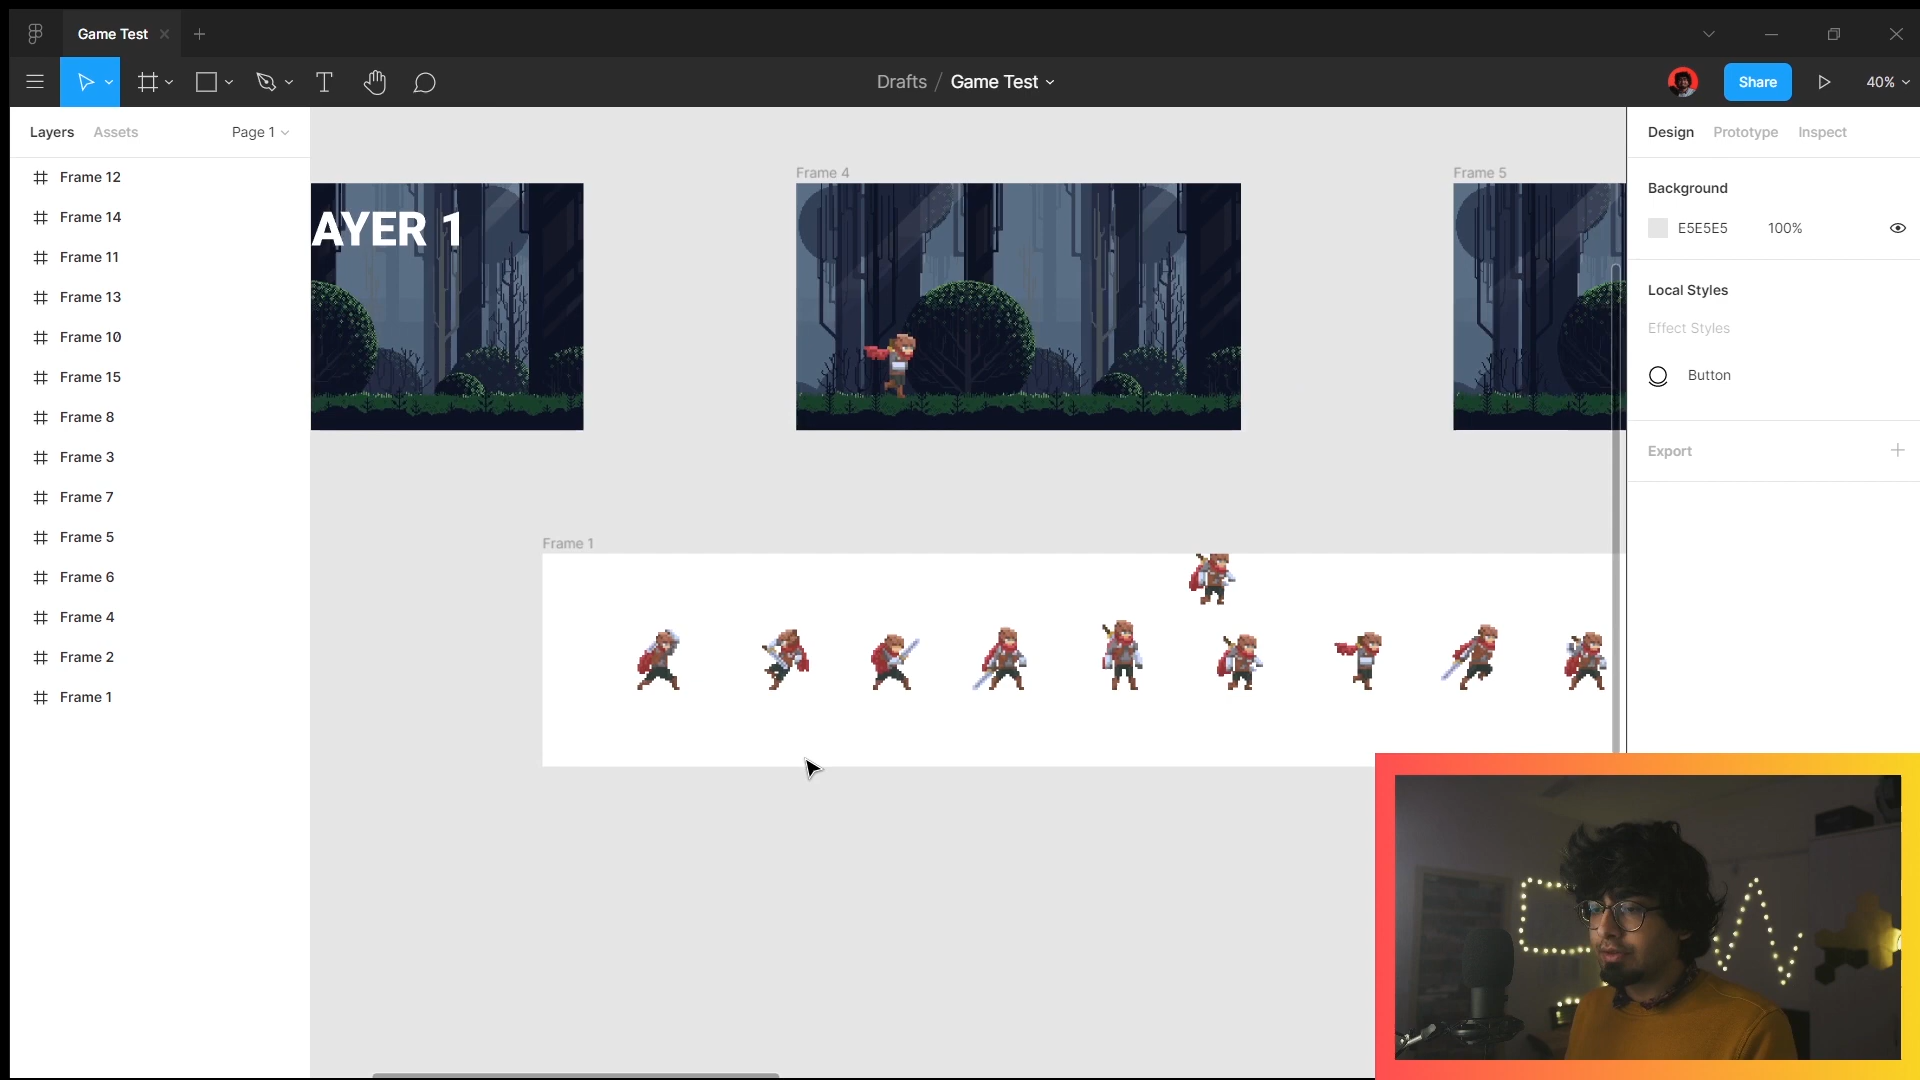 Game Test
Drafts / Game Test
Share
40%
Layers
Assets
Page 1
Design
Prototype
Inspect
Frame 12
Frame 14
Frame 11
Frame 13
Frame 10
Frame 15
Frame 8
Frame 3
Frame 7
Frame 5
Frame 6
Frame 4
Frame 2
Frame 1
AYER 1
Frame 4
Frame 5
Frame 1
Background
E5E5E5
100%
Local Styles
Effect Styles
Button
Export